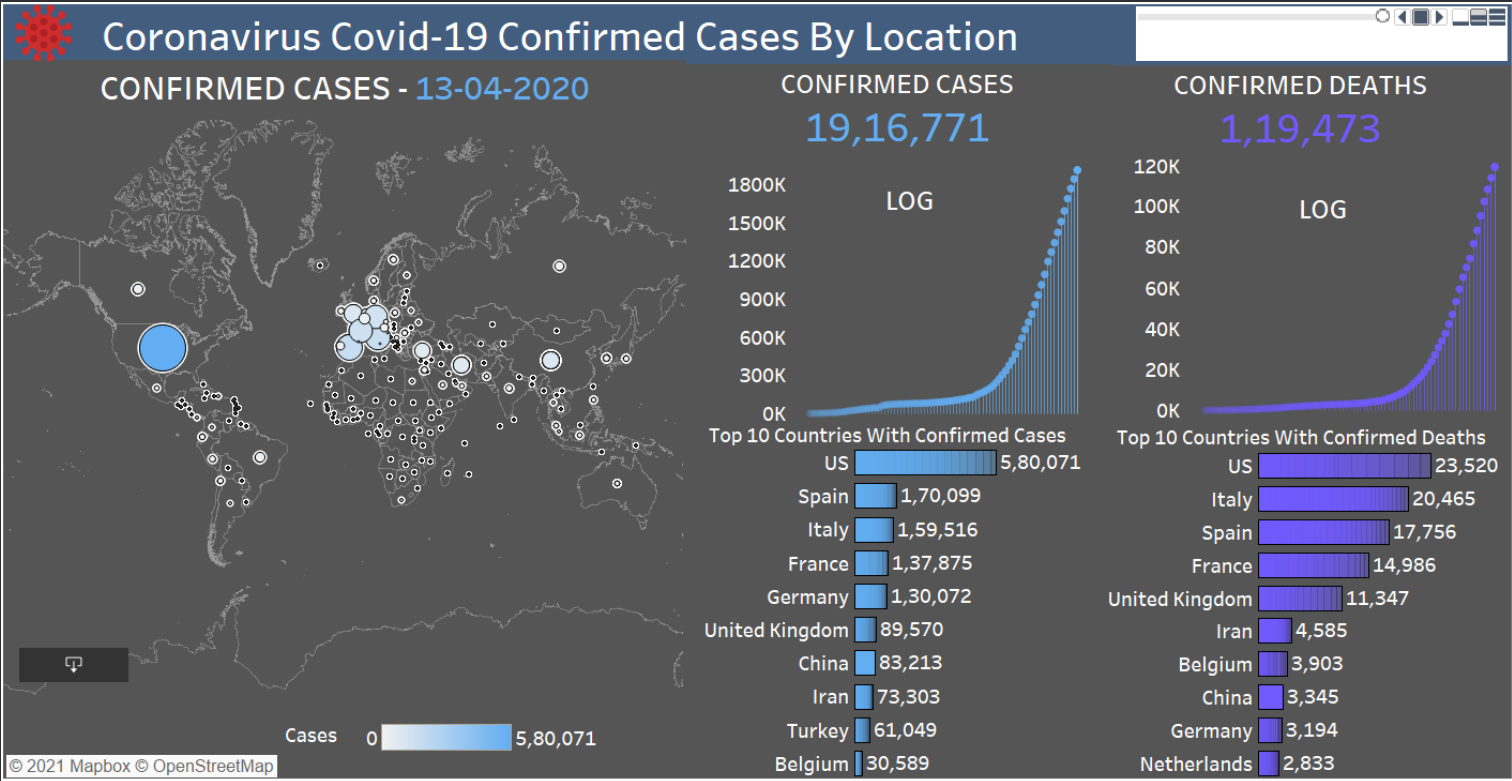 Coronavirus Covid-19 Confirmed Cases By Location
CONFIRMED CASES - 13-04-2020
CONFIRMED CASES
19,16,771
CONFIRMED DEATHS
1,19,473
LOG
1800K
1500K
1200K
900K
600K
300K
0K
LOG
120K
100K
80K
60K
40K
20K
0K
Top 10 Countries With Confirmed Cases
US 5,80,071
Spain 1,70,099
Italy 1,59,516
France 1,37,875
Germany 1,30,072
United Kingdom 89,570
China 83,213
Iran 73,303
Turkey 61,049
Belgium 30,589
Top 10 Countries With Confirmed Deaths
US 23,520
Italy 20,465
Spain 17,756
France 14,986
United Kingdom 11,347
Iran 4,585
Belgium 3,903
China 3,345
Germany 3,194
Netherlands 2,833
Cases 0 5,80,071
© 2021 Mapbox © OpenStreetMap